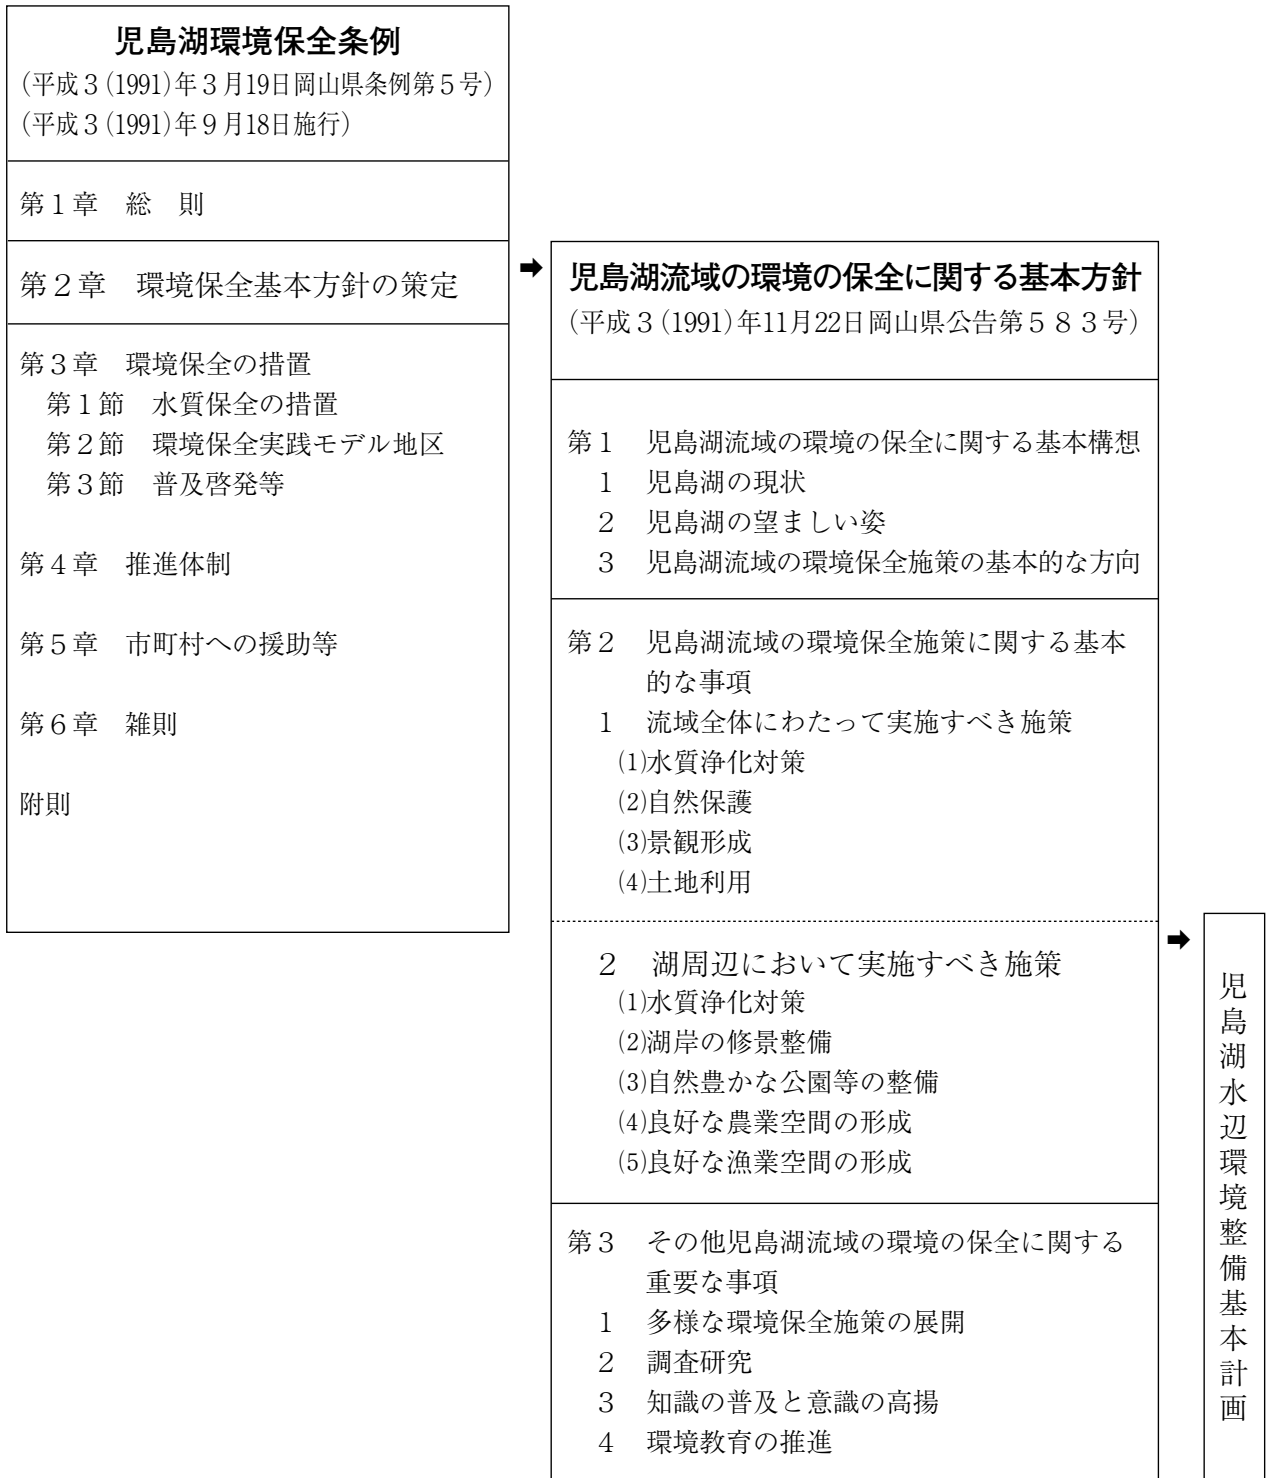 児島湖環境保全条例
(平成３(1991)年３月19日岡山県条例第５号)
(平成３(1991)年９月18日施行)
第１章　総　則
第２章　環境保全基本方針の策定
第３章　環境保全の措置
第１節　水質保全の措置
第２節　環境保全実践モデル地区
第３節　普及啓発等
第４章　推進体制
第５章　市町村への援助等
第６章　雑則
附則
➡
児島湖流域の環境の保全に関する基本方針
(平成３(1991)年11月22日岡山県公告第５８３号)
第１　児島湖流域の環境の保全に関する基本構想
１　児島湖の現状
２　児島湖の望ましい姿
３　児島湖流域の環境保全施策の基本的な方向
第２　児島湖流域の環境保全施策に関する基本
的な事項
１　流域全体にわたって実施すべき施策
⑴水質浄化対策
⑵自然保護
⑶景観形成
⑷土地利用
２　湖周辺において実施すべき施策
⑴水質浄化対策
⑵湖岸の修景整備
⑶自然豊かな公園等の整備
⑷良好な農業空間の形成
⑸良好な漁業空間の形成
第３　その他児島湖流域の環境の保全に関する
重要な事項
１　多様な環境保全施策の展開
２　調査研究
３　知識の普及と意識の高揚
４　環境教育の推進
➡
児島湖水辺環境整備基本計画